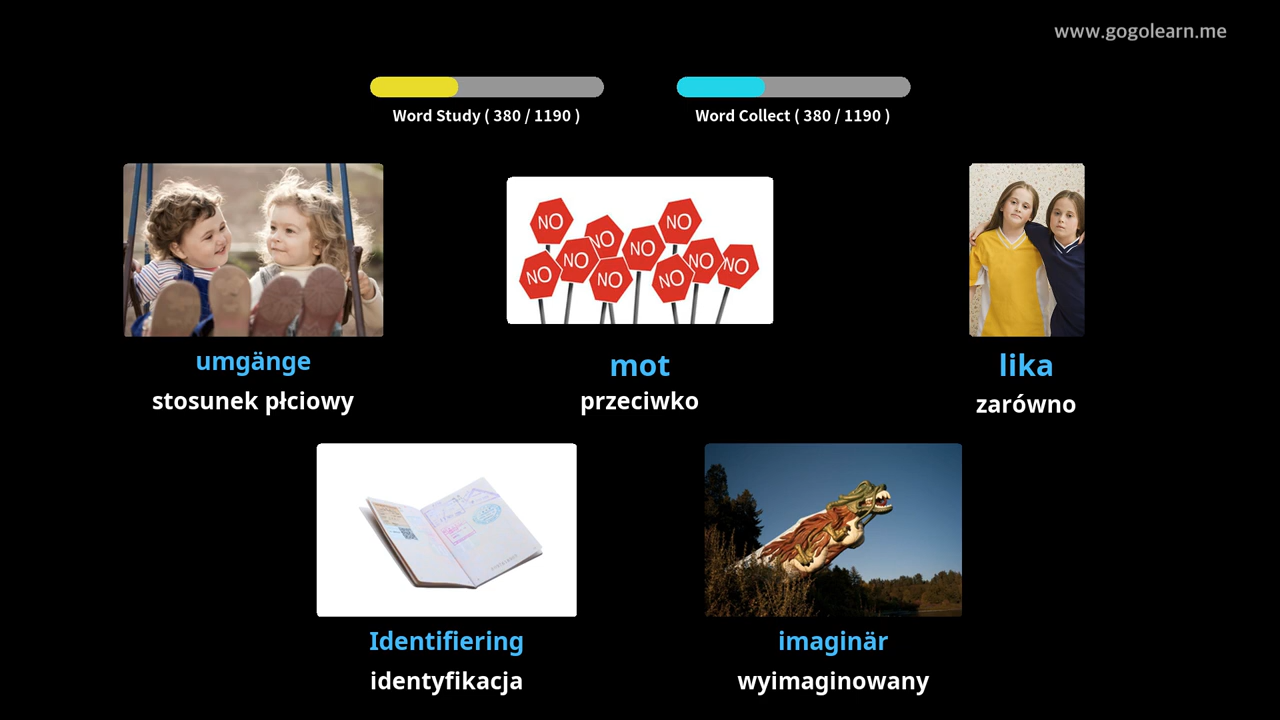 www.gogolearn.me
Word Study ( 380 / 1190 )
Word Collect ( 380 / 1190 )
NO
NO
NO
NO
NO
NO
NO
NO
NO
NO
umgänge
stosunek płciowy
mot
przeciwko
lika
zarówno
Identifiering
identyfikacja
imaginär
wyimaginowany